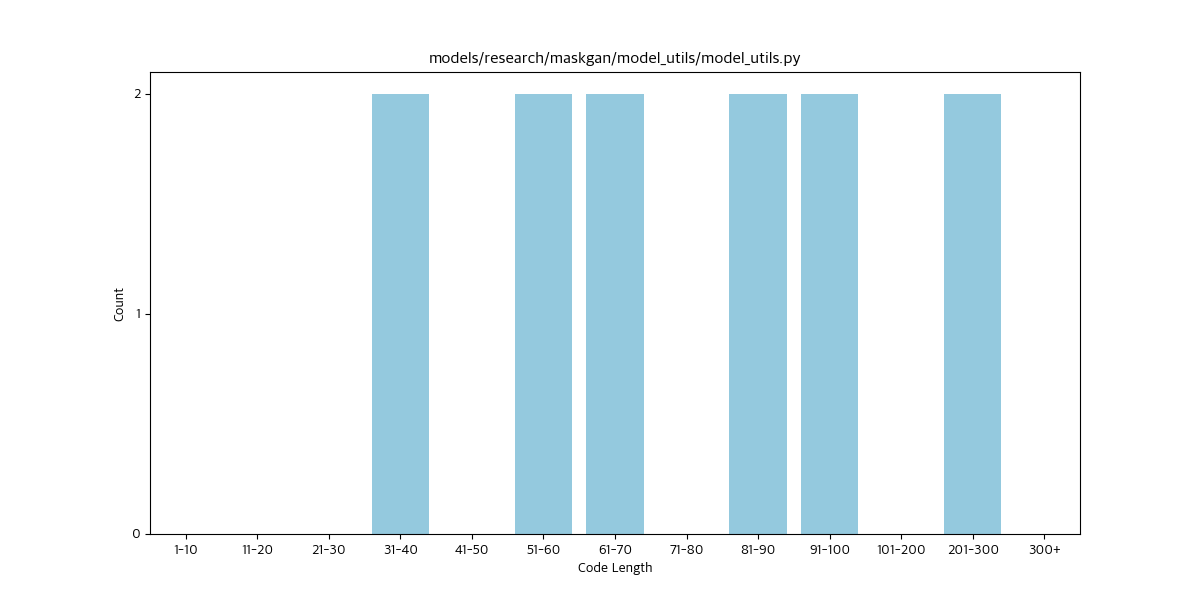 models/research/maskgan/model_utils/model_utils.py
2
1
0
Count
1-10 11-20 21-30 31-40 41-50 51-60 61-70 71-80 81-90 91-100 101-200 201-300 300+
Code Length